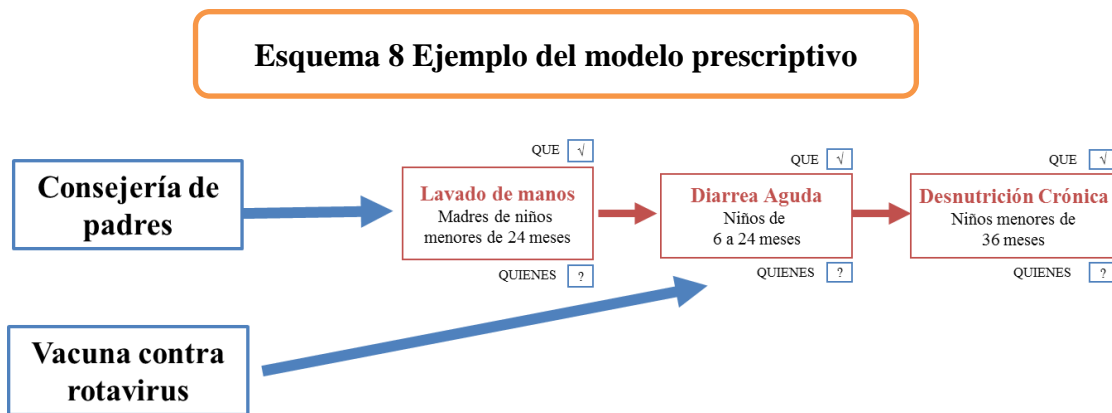 Esquema 8 Ejemplo del modelo prescriptivo
Consejería de
padres
QUE √
Lavado de manos
Madres de niños
menores de 24 meses
QUIENES ?
QUE √
Diarrea Aguda
Niños de
6 a 24 meses
QUIENES ?
QUE √
Desnutrición Crónica
Niños menores de
36 meses
QUIENES ?
Vacuna contra
rotavirus